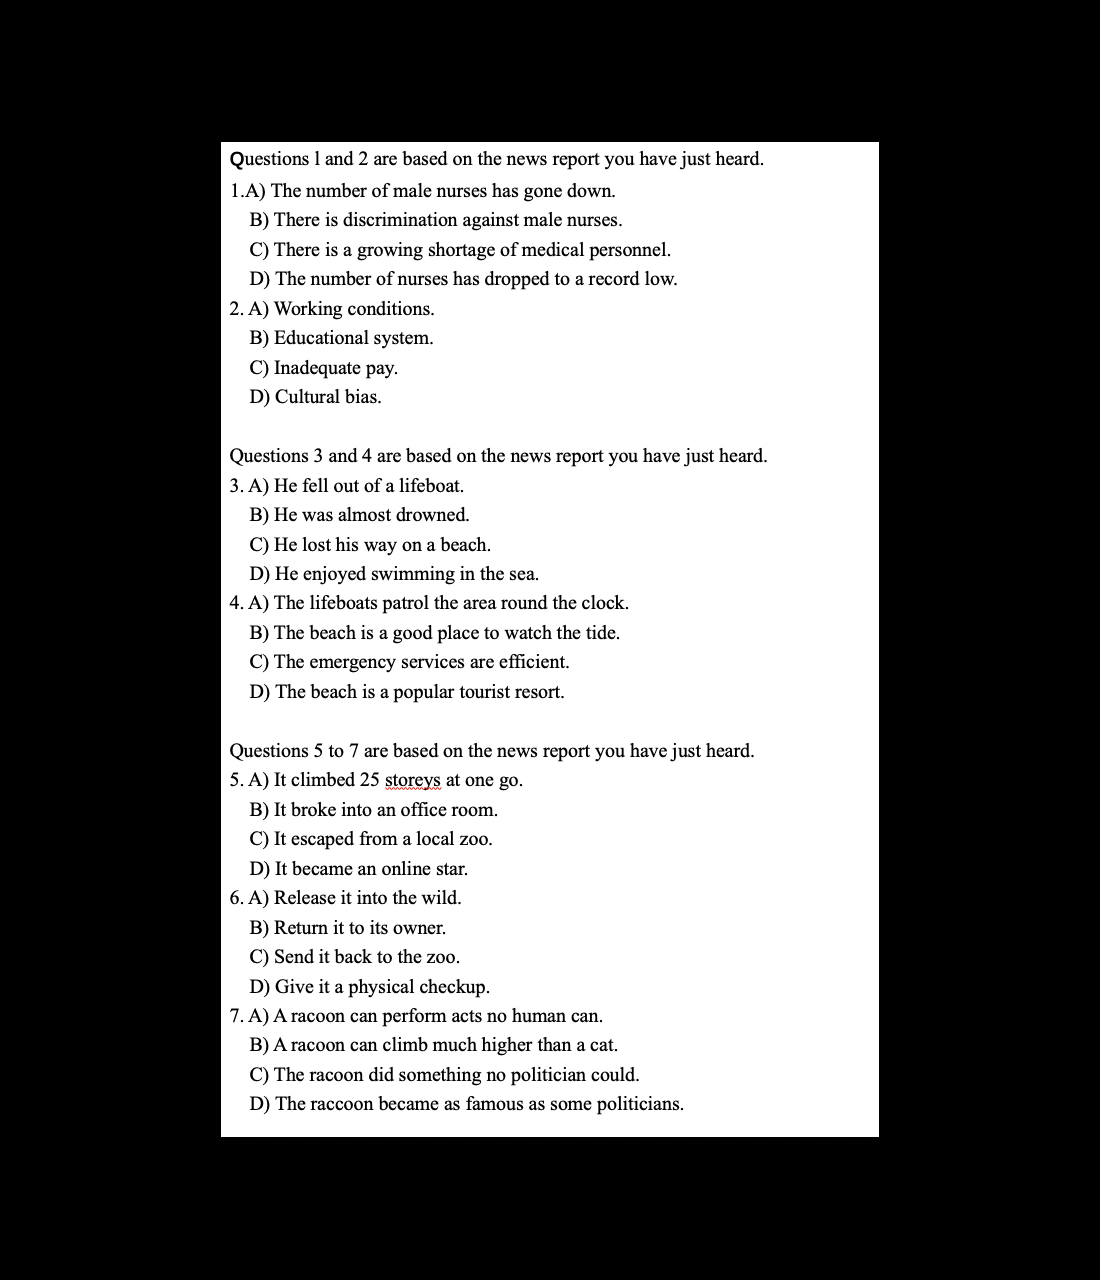 Questions l and 2 are based on the news report you have just heard.
1.A) The number of male nurses has gone down.
B) There is discrimination against male nurses.
C) There is a growing shortage of medical personnel.
D) The number of nurses has dropped to a record low.
2. A) Working conditions.
B) Educational system.
C) Inadequate pay.
D) Cultural bias.
Questions 3 and 4 are based on the news report you have just heard.
3. A) He fell out of a lifeboat.
B) He was almost drowned.
C) He lost his way on a beach.
D) He enjoyed swimming in the sea.
4. A) The lifeboats patrol the area round the clock.
B) The beach is a good place to watch the tide.
C) The emergency services are efficient.
D) The beach is a popular tourist resort.
Questions 5 to 7 are based on the news report you have just heard.
5. A) It climbed 25 storeys at one go.
B) It broke into an office room.
C) It escaped from a local zoo.
D) It became an online star.
6. A) Release it into the wild.
B) Return it to its owner.
C) Send it back to the zoo.
D) Give it a physical checkup.
7. A) A racoon can perform acts no human can.
B) A racoon can climb much higher than a cat.
C) The racoon did something no politician could.
D) The raccoon became as famous as some politicians.